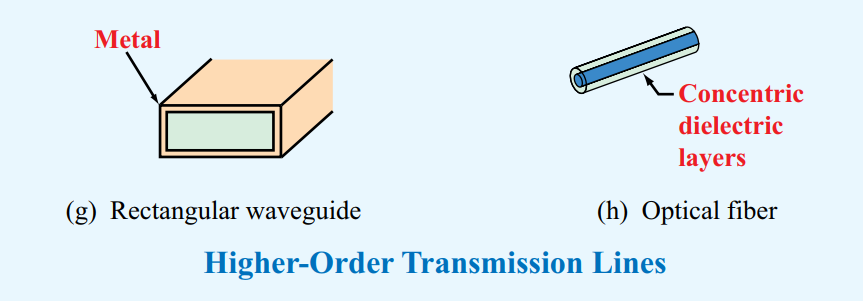 Metal
Concentric
dielectric
layers
(g) Rectangular waveguide
(h) Optical fiber
Higher-Order Transmission Lines